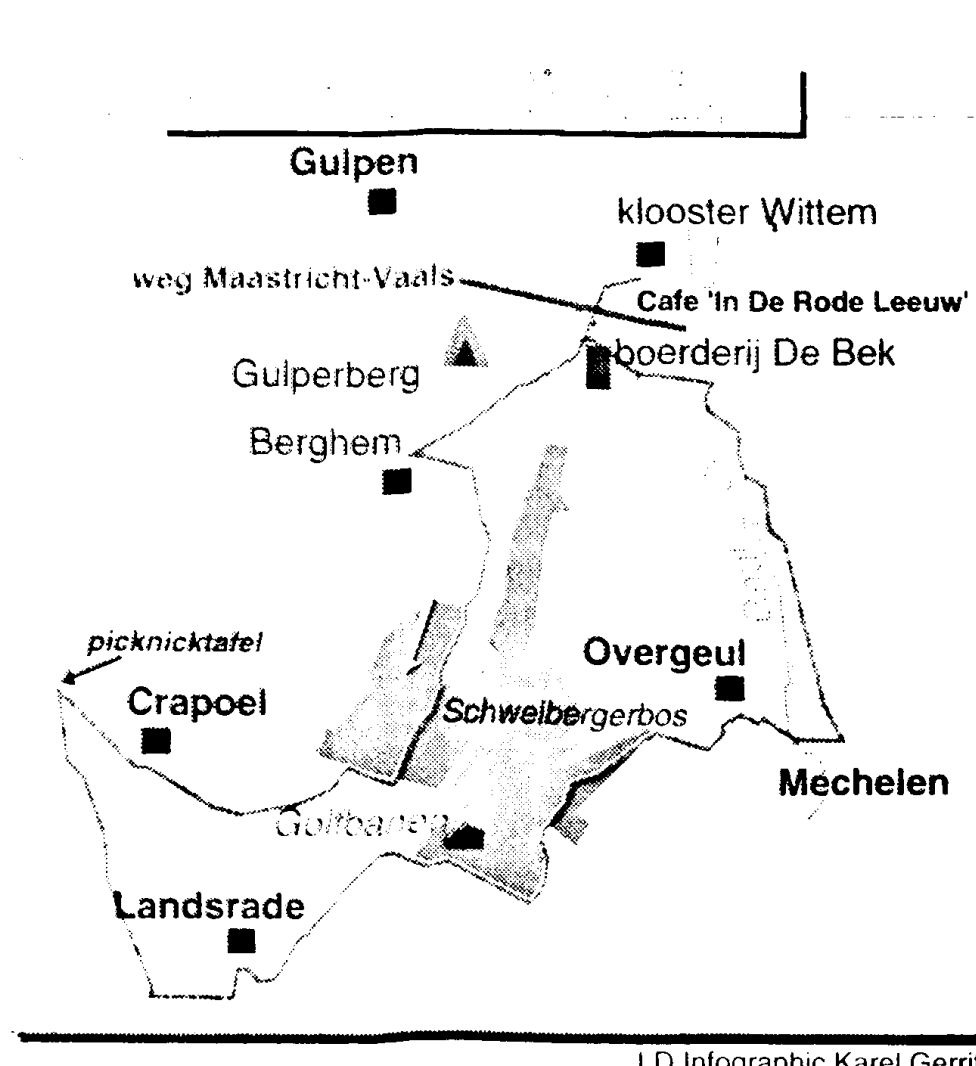 Gulpen
klooster Wittem
weg Maastricht-Vaals
Cafe 'In De Rode Leeuw'
boerderij De Bek
Gulperberg
Berghem
picknicktafel
Overgeul
Crapoel
Schweibergerbos
Mechelen
Golfbanen
Landsrade
LD Infographic Karel